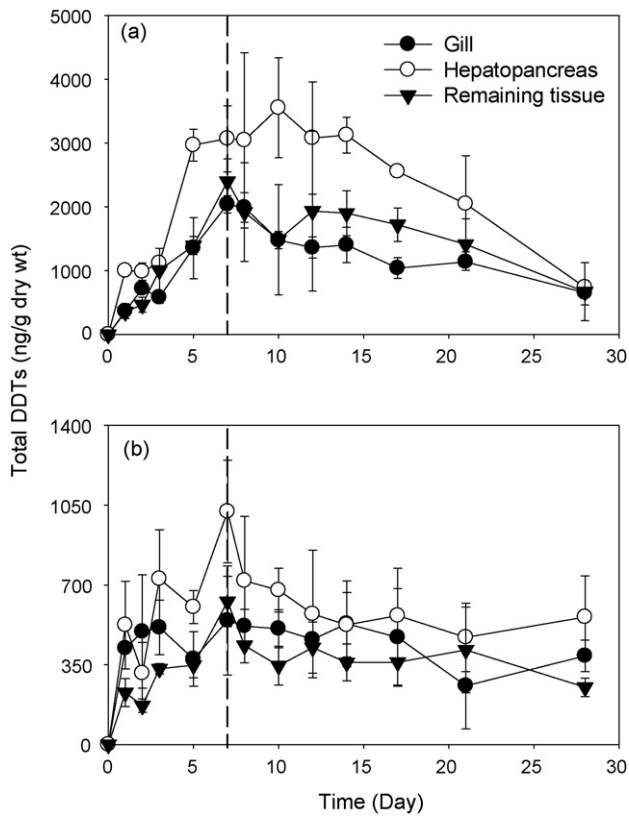 (a)
Gill
Hepatopancreas
Remaining tissue
5000
4000
3000
2000
1000
0
0 5 10 15 20 25 30
Total DDTs (ng/g dry wt)
(b)
1400
1050
700
350
0
0 5 10 15 20 25 30
Time (Day)